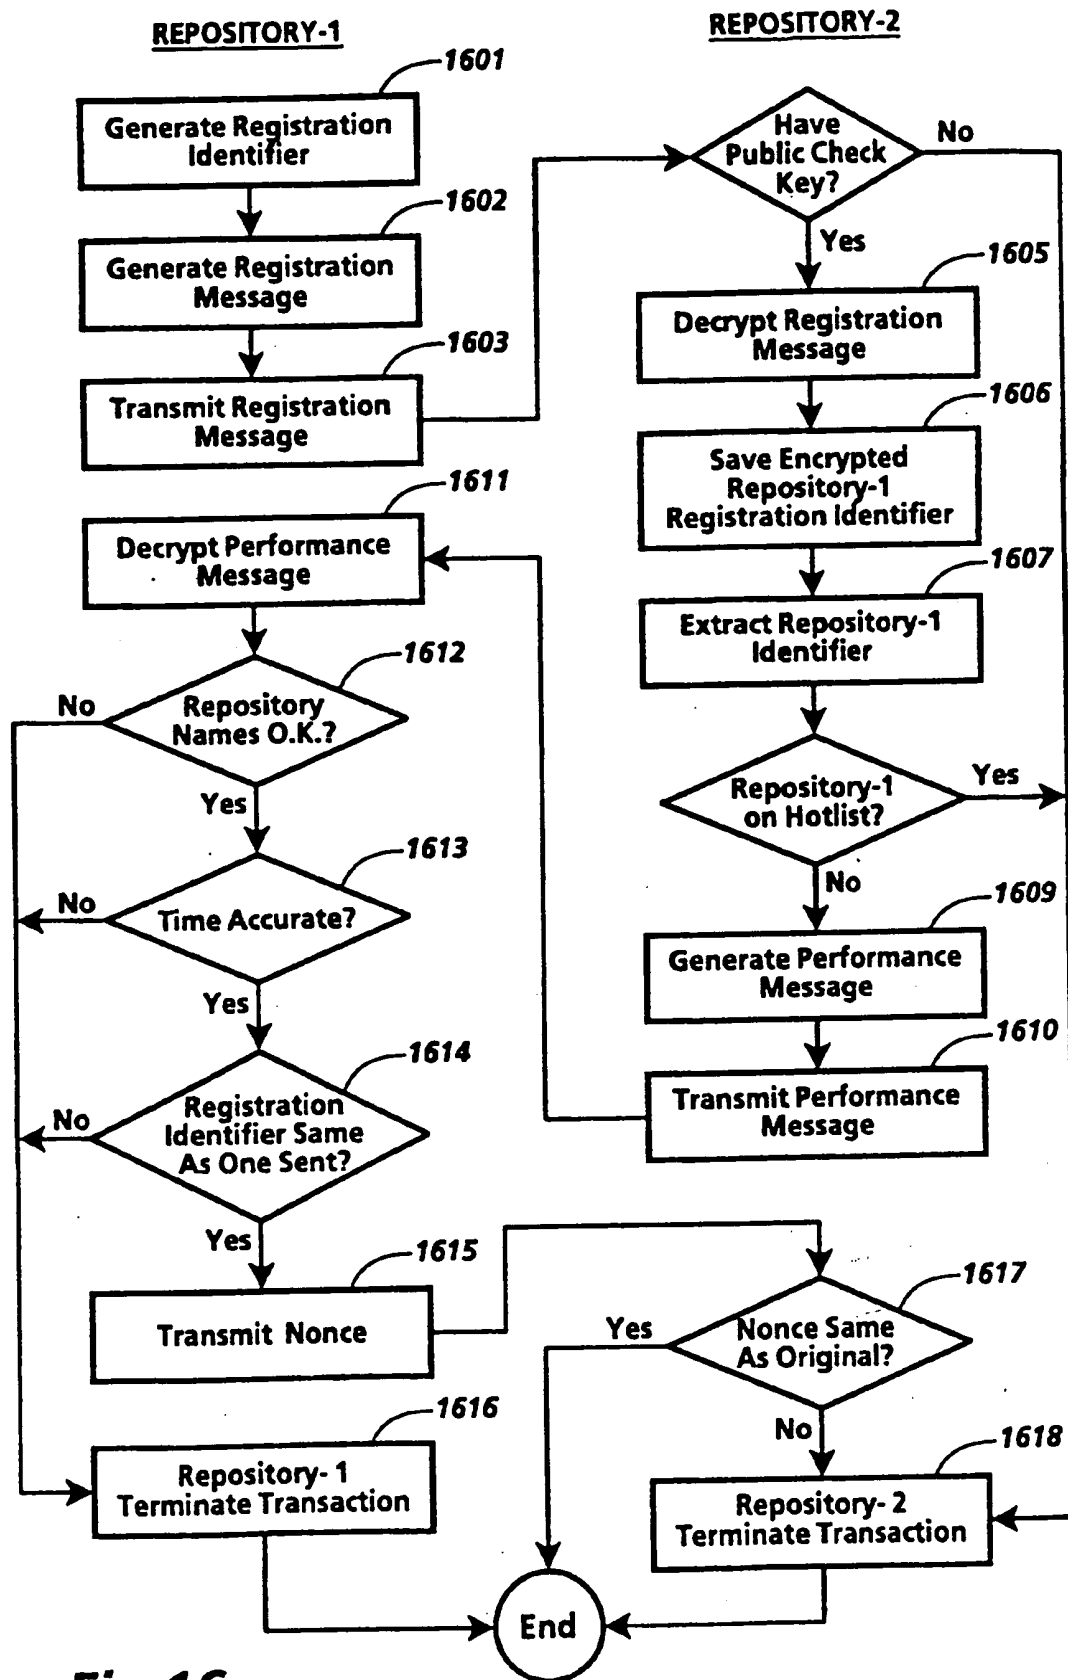 REPOSITORY-1
1601
Generate Registration
Identifier
1602
Generate Registration
Message
1603
Transmit Registration
Message
1611
Decrypt Performance
Message
1612
Repository
Names O.K.?
No
Yes
1613
Time Accurate?
No
Yes
1614
Registration
Identifier Same
As One Sent?
No
Yes
1615
Transmit Nonce
1616
Repository- 1
Terminate Transaction
REPOSITORY-2
Have
Public Check
Key?
No
Yes
1605
Decrypt Registration
Message
1606
Save Encrypted
Repository-1
Registration Identifier
1607
Extract Repository-1
Identifier
Repository-1
on Hotlist?
Yes
No
1609
Generate Performance
Message
1610
Transmit Performance
Message
1617
Nonce Same
As Original?
Yes
No
1618
Repository- 2
Terminate Transaction
End